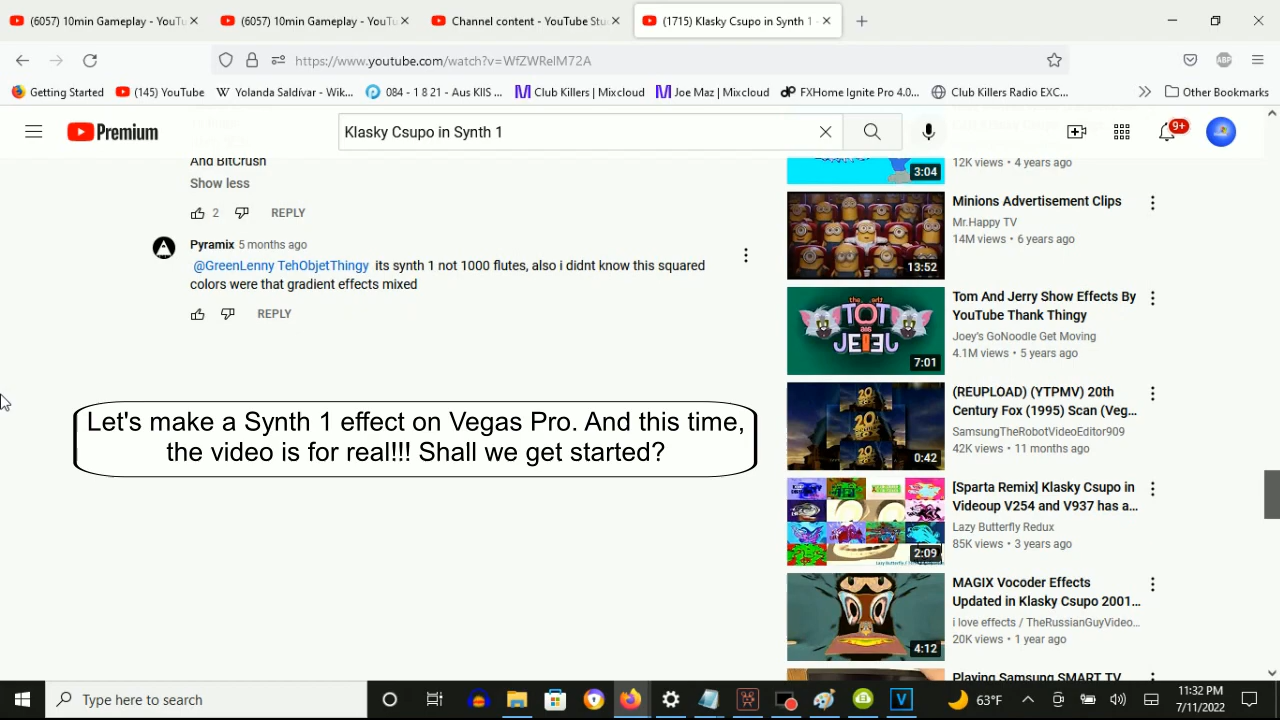 (6057) 10min Gameplay - YouTu
(6057) 10min Gameplay - YouTu
Channel content - YouTube Stu
(1715) Klasky Csupo in Synth 1 -
https://www.youtube.com/watch?v=WfZWRelM72A
ABP
Getting Started
(145) YouTube
Yolanda Saldívar - Wik...
084 - 1 8 21 - Aus KIIS ...
Club Killers | Mixcloud
Joe Maz | Mixcloud
FXHome Ignite Pro 4.0...
Club Killers Radio EXC...
Other Bookmarks
Premium
Klasky Csupo in Synth 1
9+
And BitCrush
Show less
2
REPLY
Pyramix 5 months ago
@GreenLenny TehObjetThingy its synth 1 not 1000 flutes, also i didnt know this squared
colors were that gradient effects mixed
REPLY
Let's make a Synth 1 effect on Vegas Pro. And this time,
the video is for real!!! Shall we get started?
12K views • 4 years ago
3:04
Minions Advertisement Clips
Mr.Happy TV
14M views • 6 years ago
13:52
Tom And Jerry Show Effects By
YouTube Thank Thingy
Joey's GoNoodle Get Moving
4.1M views • 5 years ago
7:01
(REUPLOAD) (YTPMV) 20th
Century Fox (1995) Scan (Veg...
SamsungTheRobotVideoEditor909
42K views • 11 months ago
0:42
[Sparta Remix] Klasky Csupo in
Videoup V254 and V937 has a...
Lazy Butterfly Redux
85K views • 3 years ago
2:09
MAGIX Vocoder Effects
Updated in Klasky Csupo 2001...
i love effects / TheRussianGuyVideo...
20K views • 1 year ago
4:12
Playing Samsung SMART TV
Type here to search
63°F
11:32 PM
7/11/2022